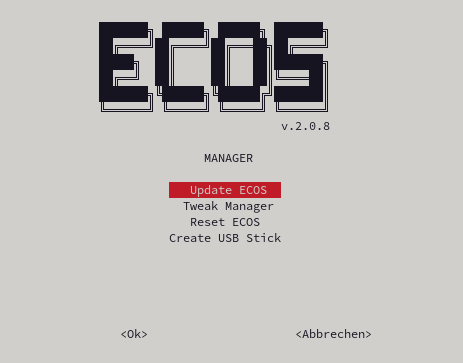 ECOS
v.2.0.8
MANAGER
Update ECOS
Tweak Manager
Reset ECOS
Create USB Stick
<Ok> <Abbrechen>